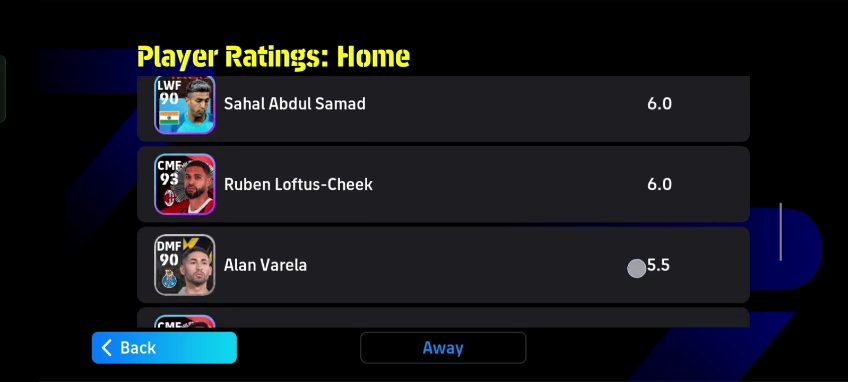 Player Ratings: Home
LWF
90
Sahal Abdul Samad
6.0
CMF
93
Ruben Loftus-Cheek
6.0
DMF
90
Alan Varela
5.5
CMF
Back
Away